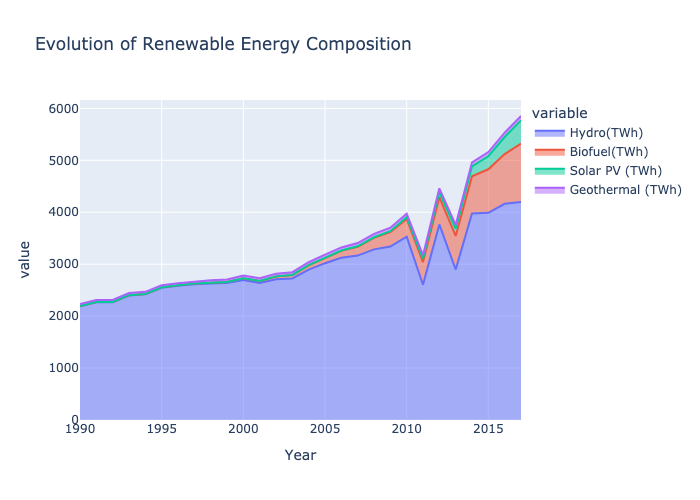 Evolution of Renewable Energy Composition
variable
Hydro(TWh)
Biofuel(TWh)
Solar PV (TWh)
Geothermal (TWh)
value
6000
5000
4000
3000
2000
1000
0
1990
1995
2000
2005
2010
2015
Year